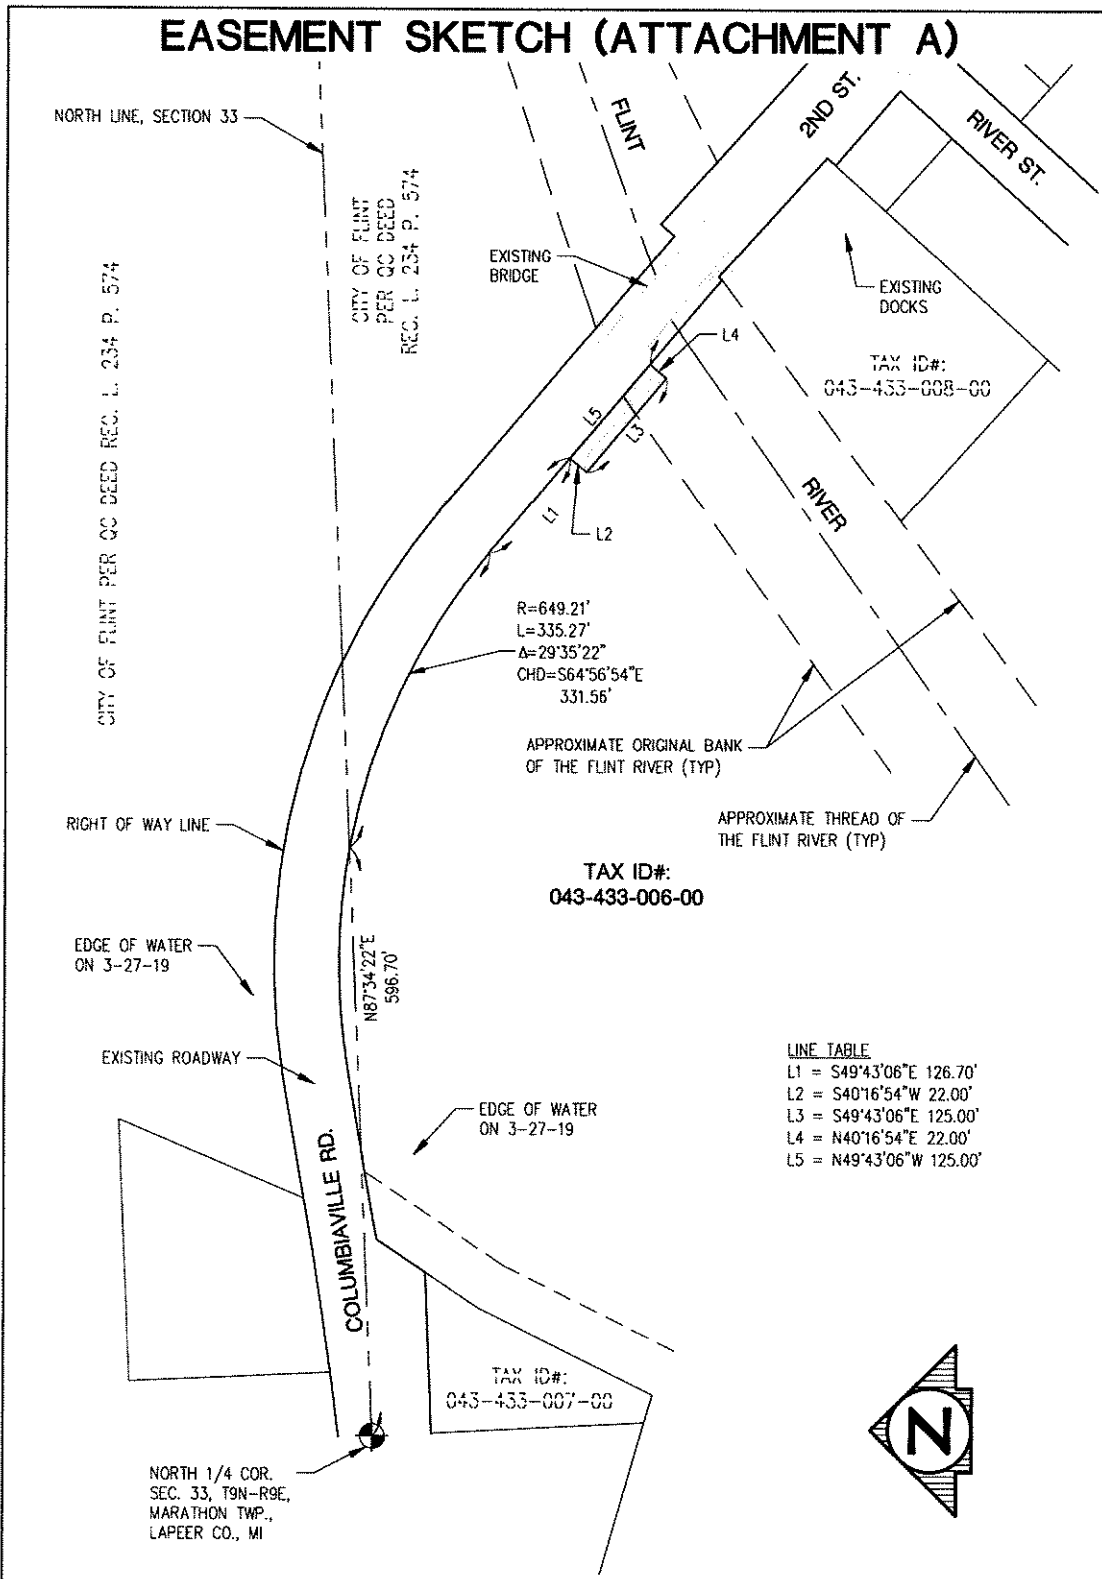 EASEMENT SKETCH (ATTACHMENT A)
NORTH LINE, SECTION 33
CITY OF FLINT
PER QC DEED
REC. L. 234 P. 574
CITY OF FLINT PER QC DEED REC. L. 234 P. 574
FLINT
2ND ST.
RIVER ST.
EXISTING
BRIDGE
EXISTING
DOCKS
L4
TAX ID#:
043-433-008-00
L5
L3
L1
L2
RIVER
R=649.21'
L=335.27'
Δ=29°35'22"
CHD=S64°56'54"E
331.56'
APPROXIMATE ORIGINAL BANK
OF THE FLINT RIVER (TYP)
APPROXIMATE THREAD OF
THE FLINT RIVER (TYP)
RIGHT OF WAY LINE
TAX ID#:
043-433-006-00
EDGE OF WATER
ON 3-27-19
N87°34'22"E
596.70'
EXISTING ROADWAY
LINE TABLE
L1 = S49°43'06"E 126.70'
L2 = S40°16'54"W 22.00'
L3 = S49°43'06"E 125.00'
L4 = N40°16'54"E 22.00'
L5 = N49°43'06"W 125.00'
EDGE OF WATER
ON 3-27-19
COLUMBIAVILLE RD.
TAX ID#:
043-433-007-00
N
NORTH 1/4 COR.
SEC. 33, T9N-R9E,
MARATHON TWP.,
LAPEER CO., MI